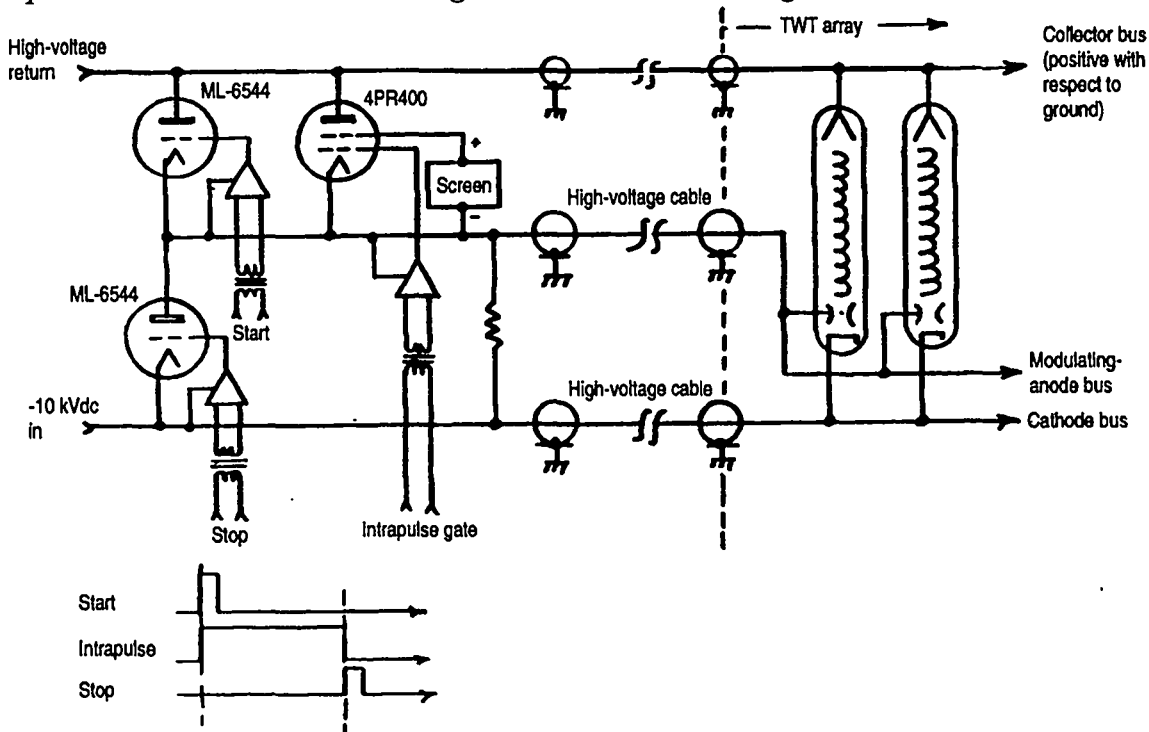 TWT array
High-voltage
return
Collector bus
(positive with
respect to
ground)
ML-6544
4PR400
+
Screen
-
High-voltage cable
ML-6544
Start
High-voltage cable
Modulating-
anode bus
-10 kVdc
in
Cathode bus
Stop
Intrapulse gate
Start
Intrapulse
Stop